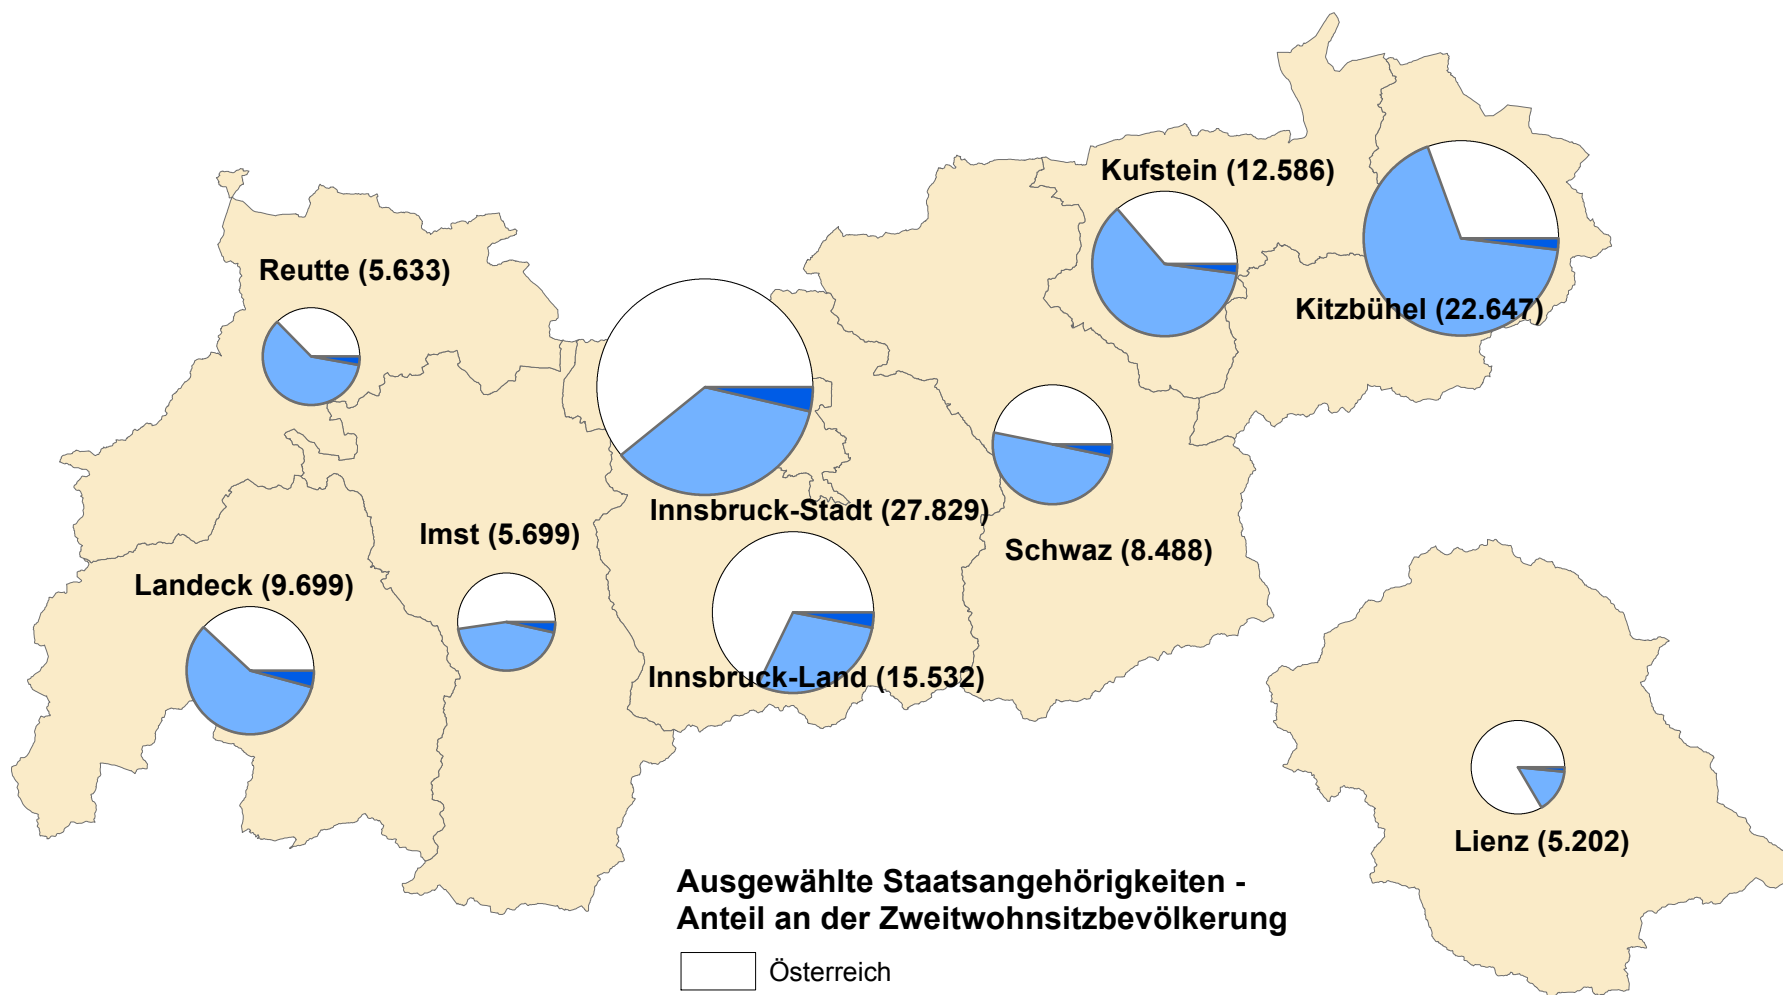 Kufstein (12.586)
Reutte (5.633)
Kitzbühel (22.647)
Innsbruck-Stadt (27.829)
Imst (5.699)
Schwaz (8.488)
Landeck (9.699)
Innsbruck-Land (15.532)
Lienz (5.202)
Ausgewählte Staatsangehörigkeiten -
Anteil an der Zweitwohnsitzbevölkerung
Österreich